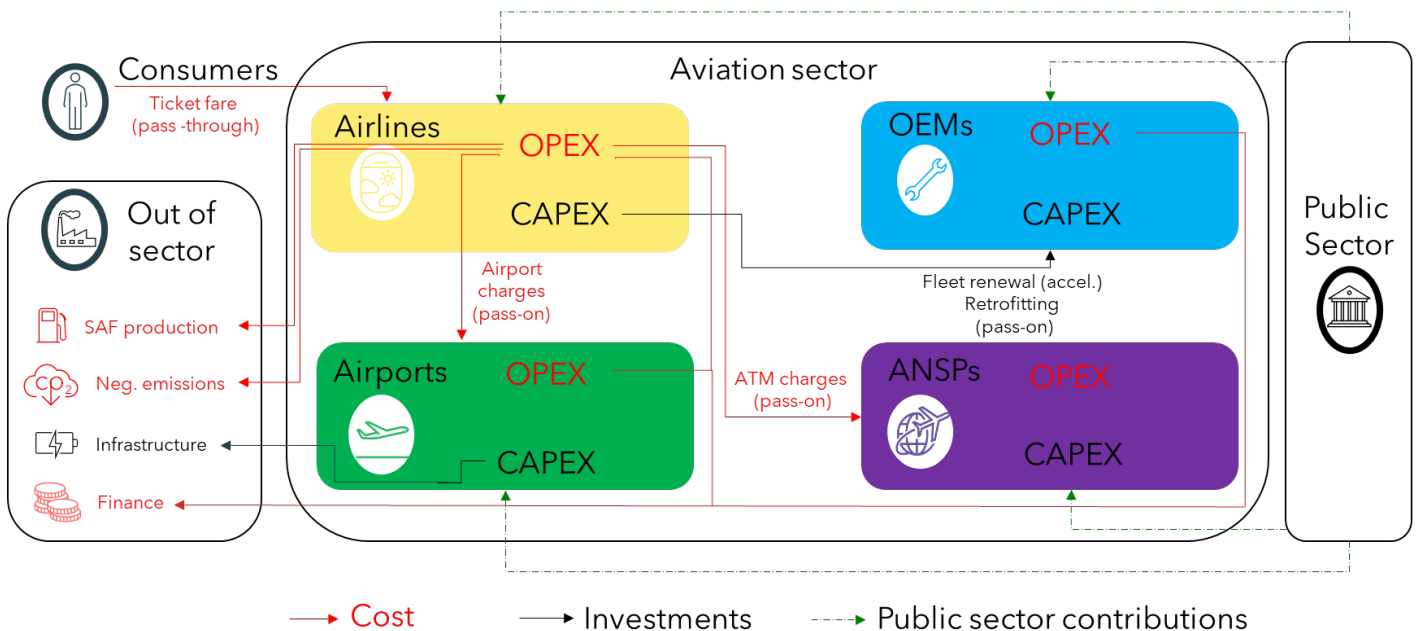 Consumers
Ticket fare
(pass -through)
Aviation sector
Airlines
OPEX
CAPEX
OEMs
OPEX
CAPEX
Public
Sector
Out of
sector
SAF production
Neg. emissions
cp2
Infrastructure
Finance
Airport
charges
(pass-on)
Fleet renewal (accel.)
Retrofitting
(pass-on)
Airports
OPEX
CAPEX
ATM charges
(pass-on)
ANSPs
OPEX
CAPEX
Cost
Investments
Public sector contributions